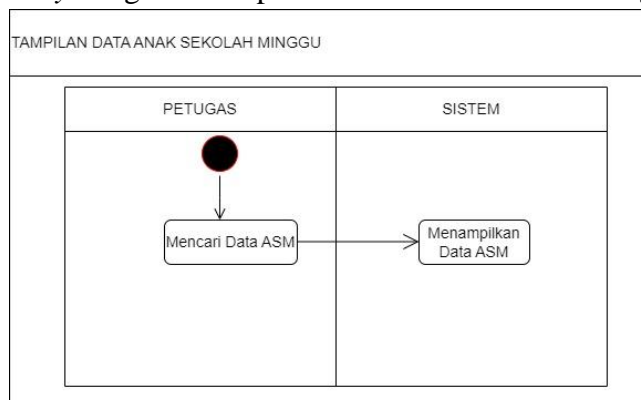 TAMPILAN DATA ANAK SEKOLAH MINGGU
PETUGAS
SISTEM
Mencari Data ASM
Menampilkan
Data ASM